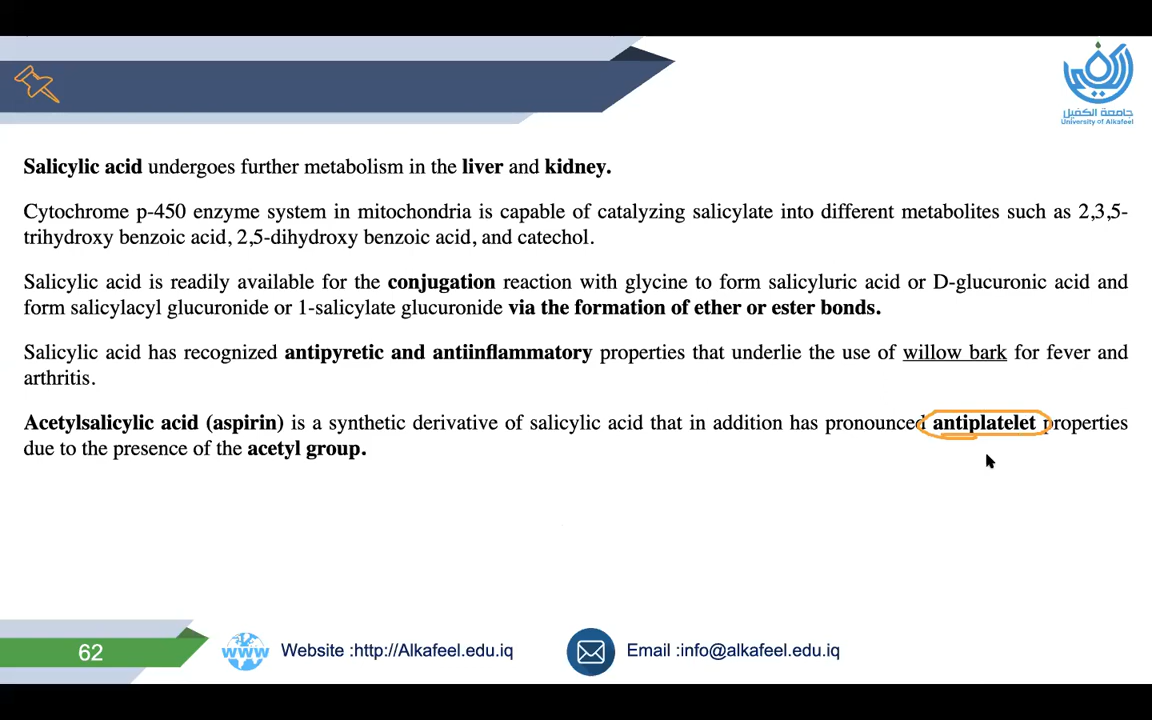 جامعة الكفيل
University of Alkafeel
Salicylic acid undergoes further metabolism in the liver and kidney.
Cytochrome p-450 enzyme system in mitochondria is capable of catalyzing salicylate into different metabolites such as 2,3,5-
trihydroxy benzoic acid, 2,5-dihydroxy benzoic acid, and catechol.
Salicylic acid is readily available for the conjugation reaction with glycine to form salicyluric acid or D-glucuronic acid and
form salicylacyl glucuronide or 1-salicylate glucuronide via the formation of ether or ester bonds.
Salicylic acid has recognized antipyretic and antiinflammatory properties that underlie the use of willow bark for fever and
arthritis.
Acetylsalicylic acid (aspirin) is a synthetic derivative of salicylic acid that in addition has pronounced antiplatelet properties
due to the presence of the acetyl group.
62
www
Website :http://Alkafeel.edu.iq
Email :info@alkafeel.edu.iq